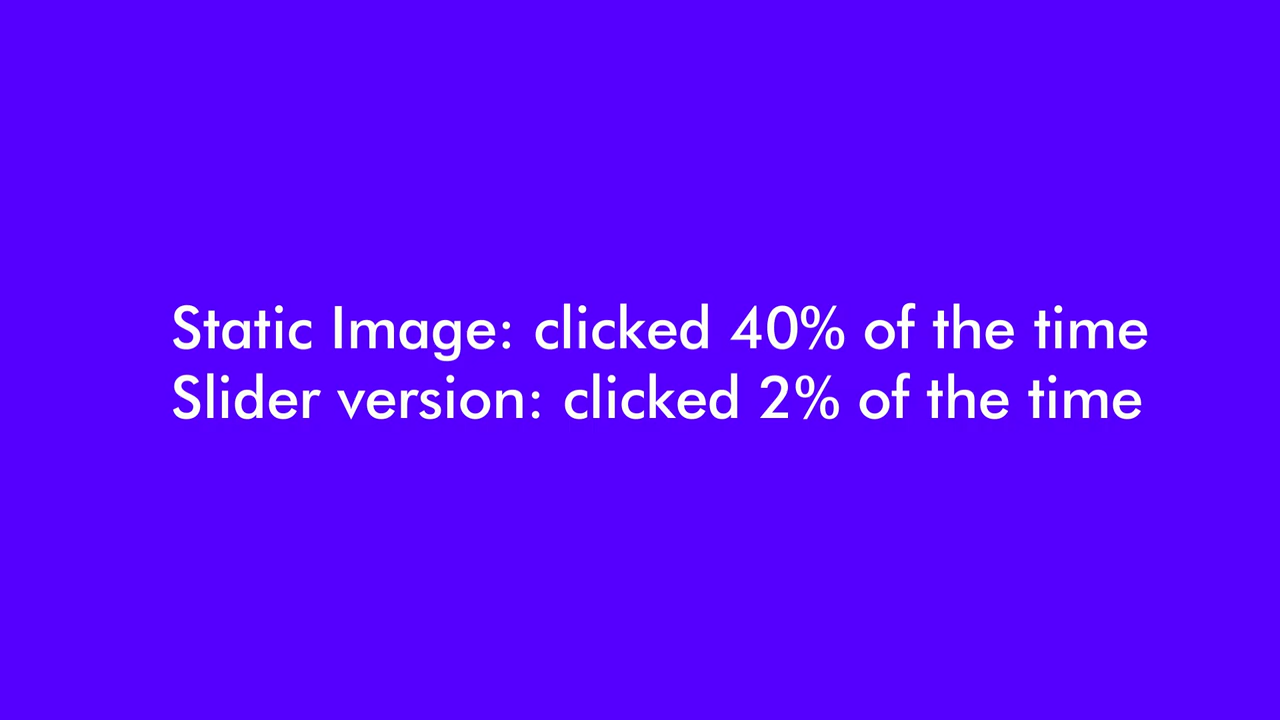 Static Image: clicked 40% of the time
Slider version: clicked 2% of the time